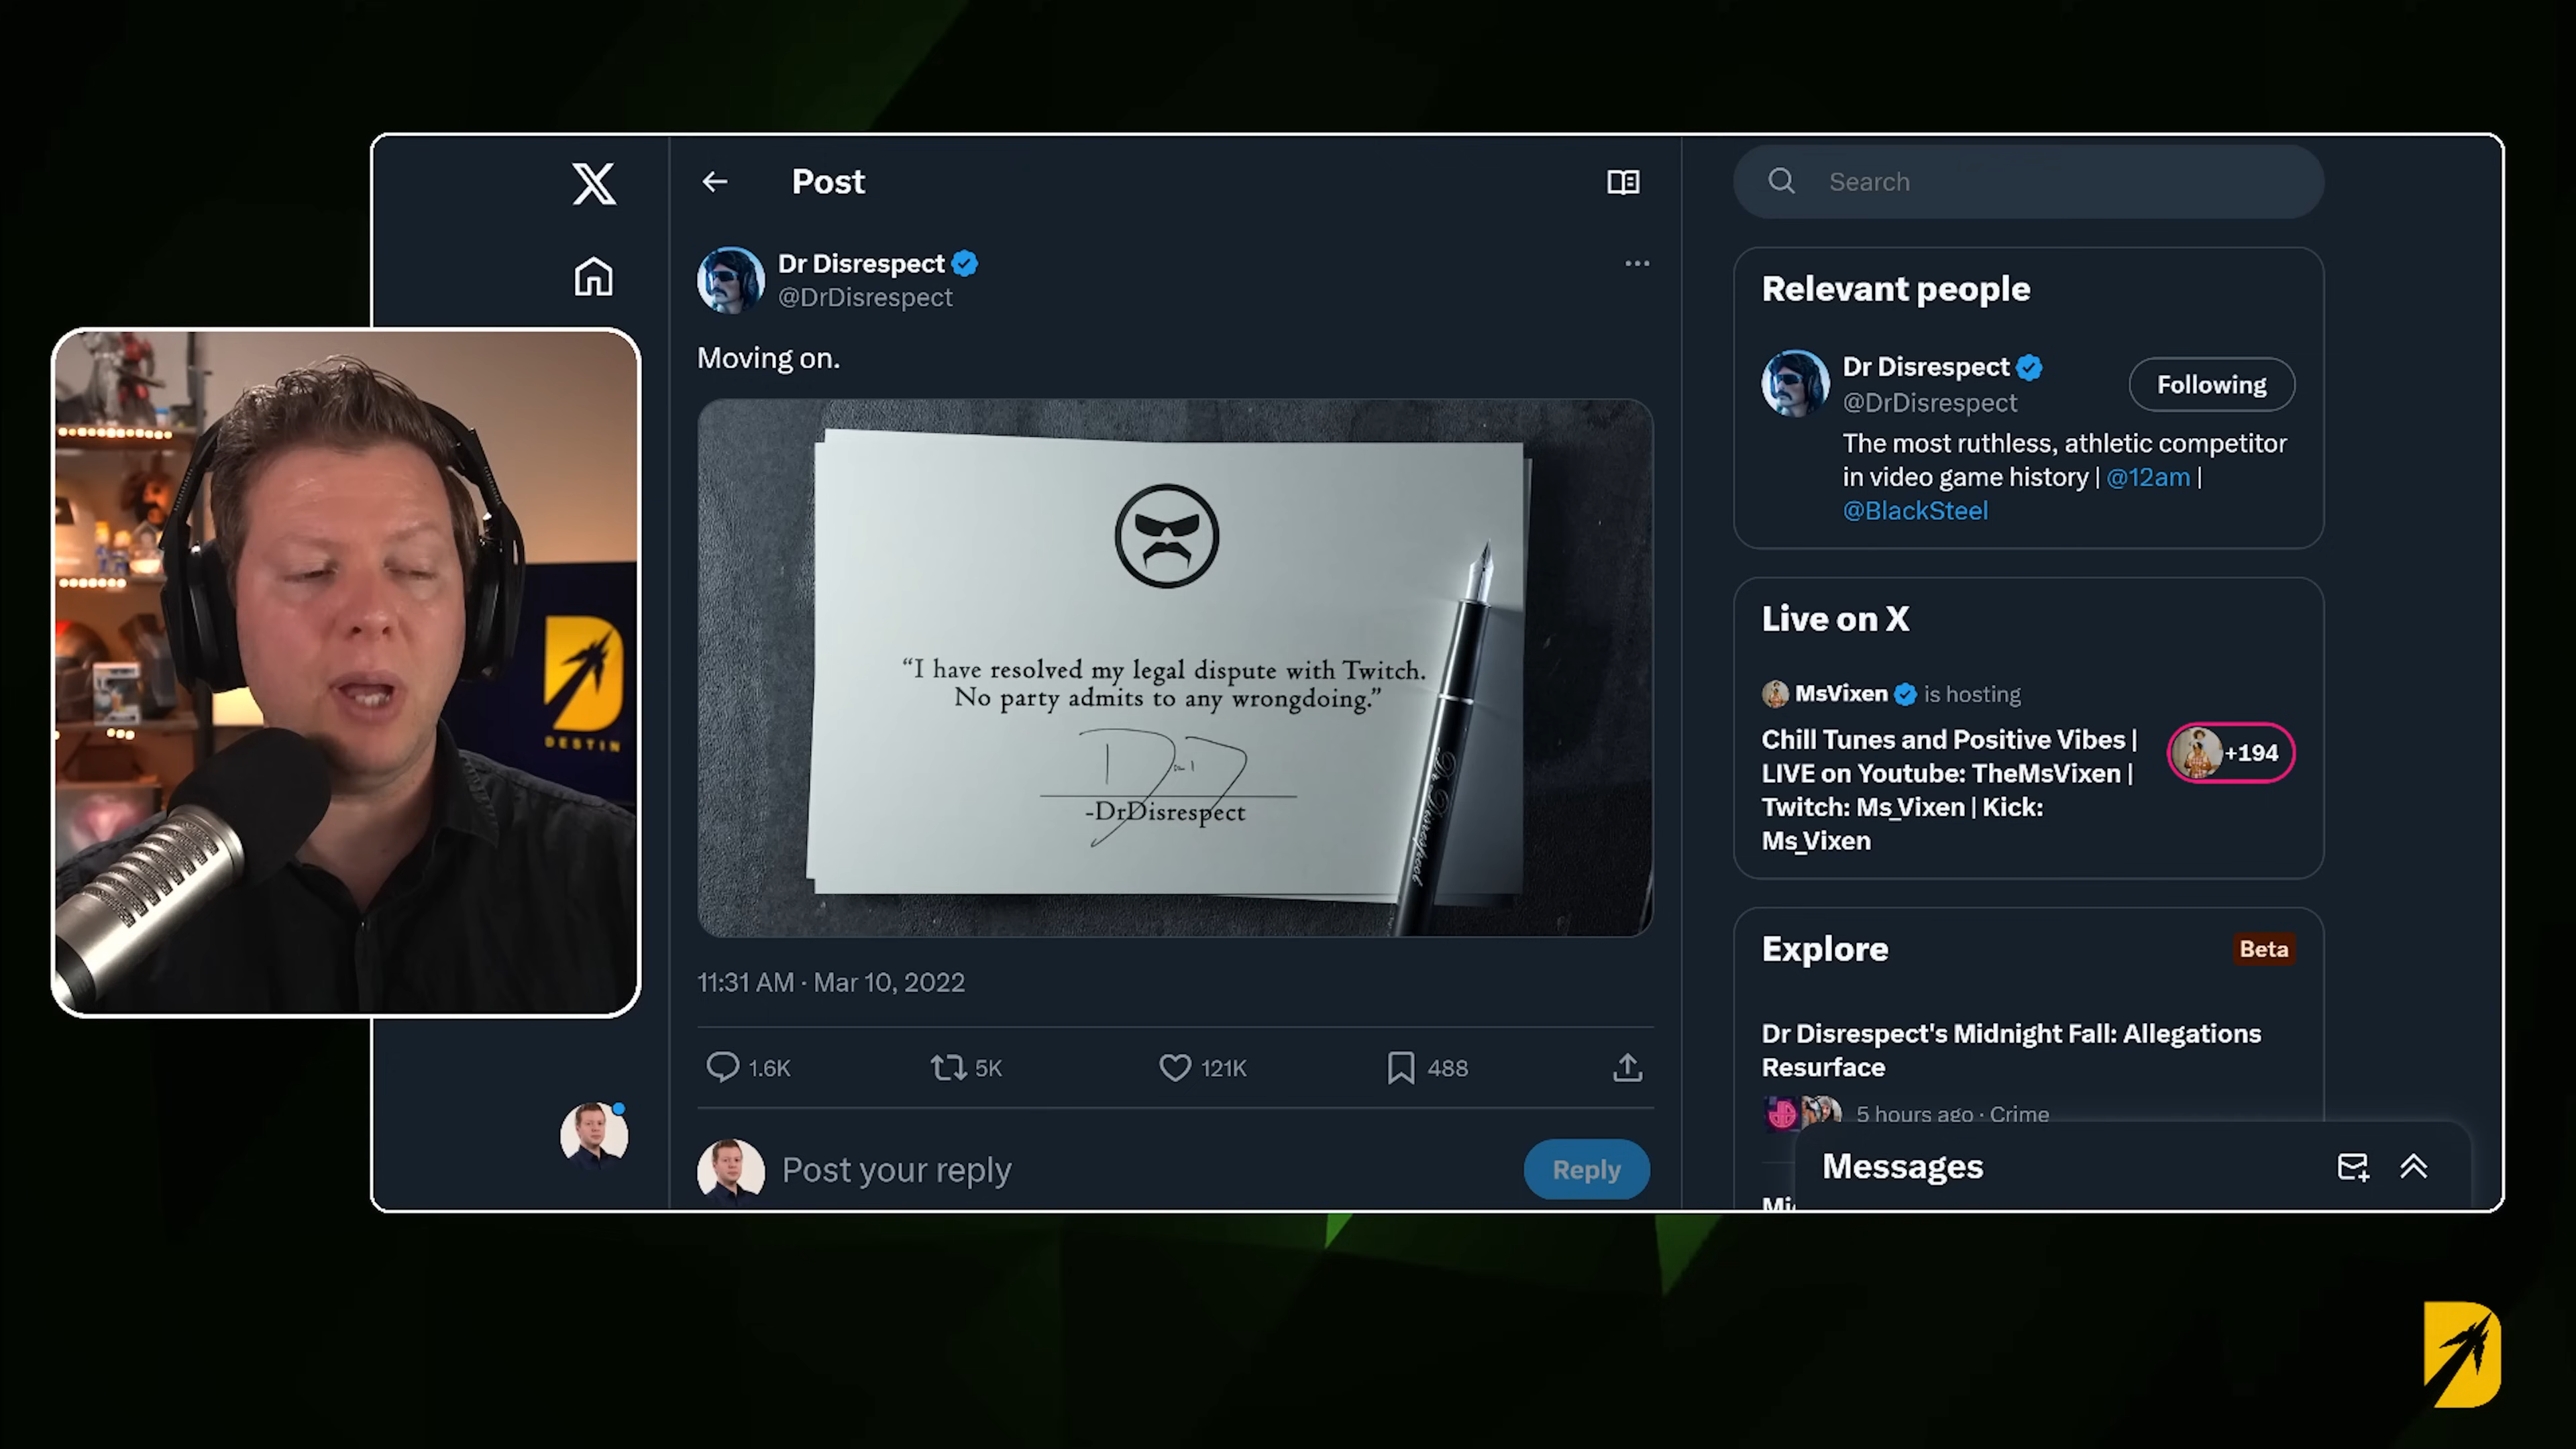 DESTIN
Post
Dr Disrespect
@DrDisrespect
Moving on.
“I have resolved my legal dispute with Twitch.
No party admits to any wrongdoing.”
-DrDisrespect
Dr Disrespect
11:31 AM · Mar 10, 2022
1.6K
5K
121K
488
Post your reply
Reply
Search
Relevant people
Dr Disrespect
@DrDisrespect
Following
The most ruthless, athletic competitor
in video game history | @12am |
@BlackSteel
Live on X
MsVixen is hosting
Chill Tunes and Positive Vibes |
LIVE on Youtube: TheMsVixen |
Twitch: Ms_Vixen | Kick:
Ms_Vixen
+194
Explore
Beta
Dr Disrespect's Midnight Fall: Allegations
Resurface
5 hours ago · Crime
Messages